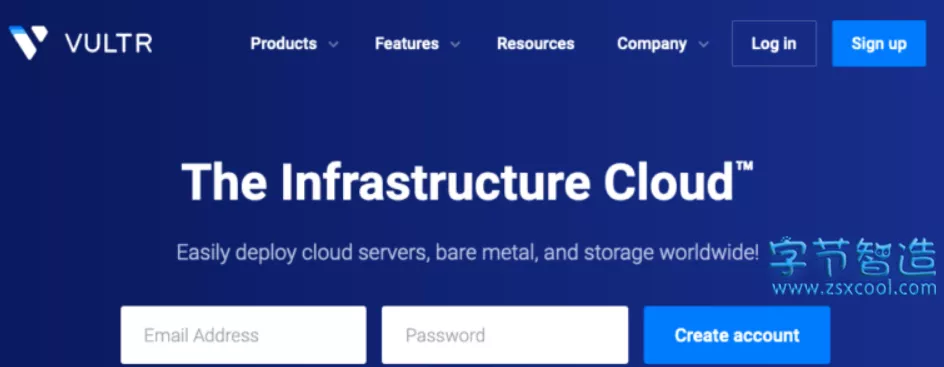 VULTR
Products
Features
Resources
Company
Log in
Sign up
The Infrastructure Cloud™
Easily deploy cloud servers, bare metal, and storage worldwide!
字节智造
www.zsxcool.com
Email Address
Password
Create account